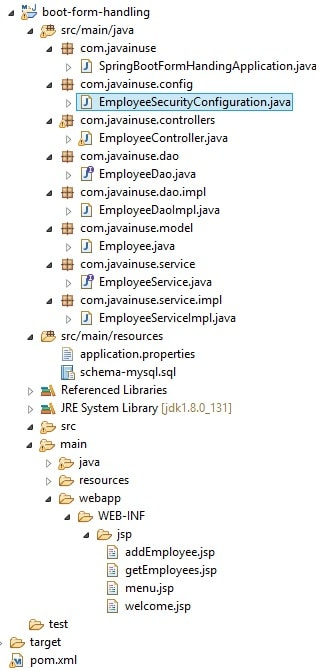 boot-form-handling
src/main/java
com.javainuse
SpringBootFormHandingApplication.java
com.javainuse.config
EmployeeSecurityConfiguration.java
com.javainuse.controllers
EmployeeController.java
com.javainuse.dao
EmployeeDao.java
com.javainuse.dao.impl
EmployeeDaoImpl.java
com.javainuse.model
Employee.java
com.javainuse.service
EmployeeService.java
com.javainuse.service.impl
EmployeeServiceImpl.java
src/main/resources
application.properties
schema-mysql.sql
Referenced Libraries
JRE System Library [jdk1.8.0_131]
src
main
java
resources
webapp
WEB-INF
jsp
addEmployee.jsp
getEmployees.jsp
menu.jsp
welcome.jsp
test
target
pom.xml